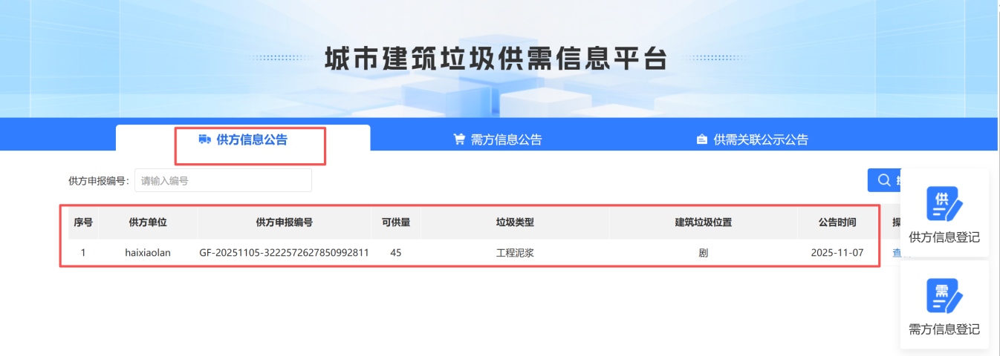 城市建筑垃圾供需信息平台
供方信息公告 需方信息公告 供需关联公示公告
供方申报编号： 请输入编号
供
供方信息登记
序号 供方单位 供方申报编号 可供量 垃圾类型 建筑垃圾位置 公告时间
1 haixiaolan GF-20251105-3222572627850992811 45 工程泥浆 剧 2025-11-07 查
需
需方信息登记